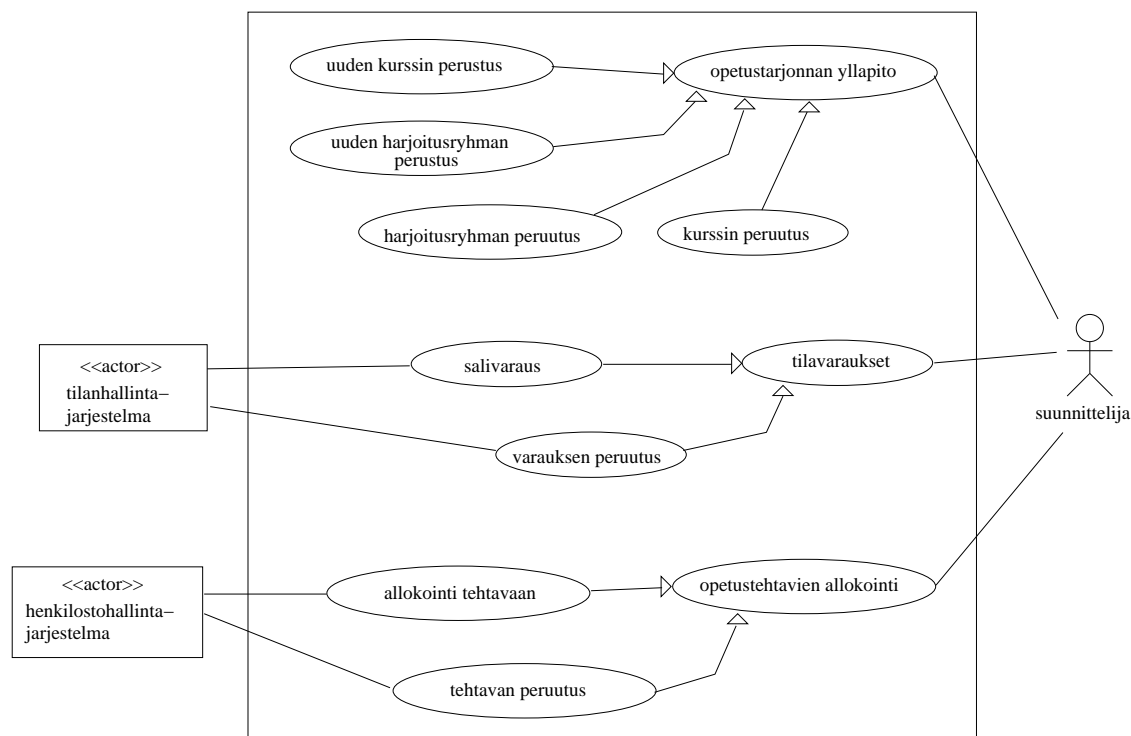 uuden kurssin perustus
opetustarjonnan yllapito
uuden harjoitusryhman
perustus
harjoitusryhman peruutus
kurssin peruutus
<<actor>>
tilanhallinta–
jarjestelma
salivaraus
tilavaraukset
suunnittelija
varauksen peruutus
<<actor>>
henkilostohallinta–
jarjestelma
allokointi tehtavaan
opetustehtavien allokointi
tehtavan peruutus